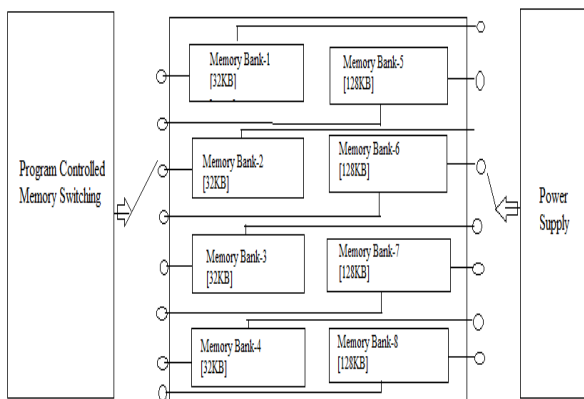 Program Controlled
Memory Switching
Memory Bank-1
[32KB]
Memory Bank-5
[128KB]
Memory Bank-2
[32KB]
Memory Bank-6
[128KB]
Memory Bank-3
[32KB]
Memory Bank-7
[128KB]
Memory Bank-4
[32KB]
Memory Bank-8
[128KB]
Power
Supply